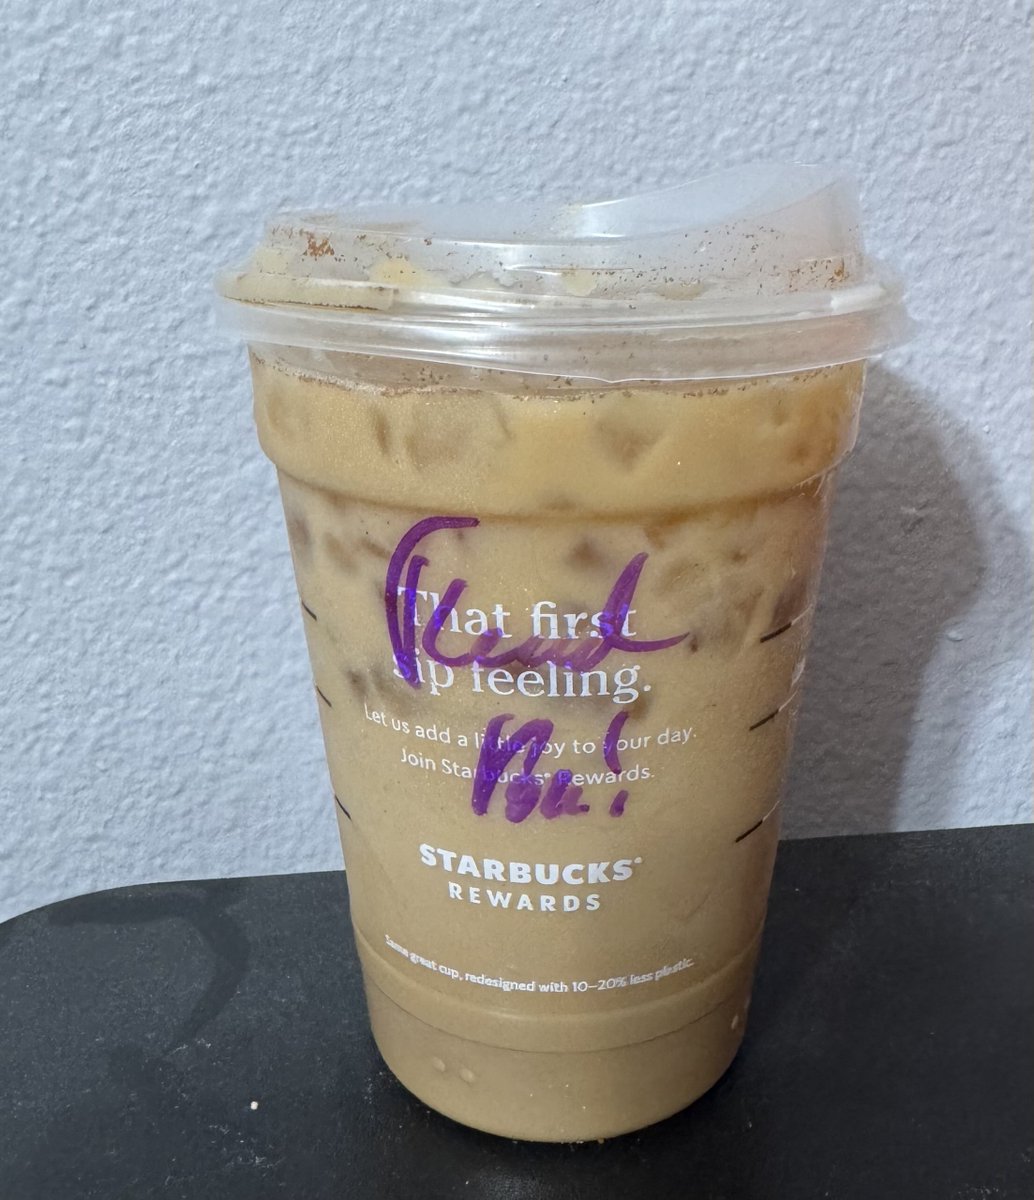 That first
sip feeling.
Let us add a little joy to your day.
Join Starbucks® Rewards.
STARBUCKS®
REWARDS
Same great cup, redesigned with 10–20% less plastic.